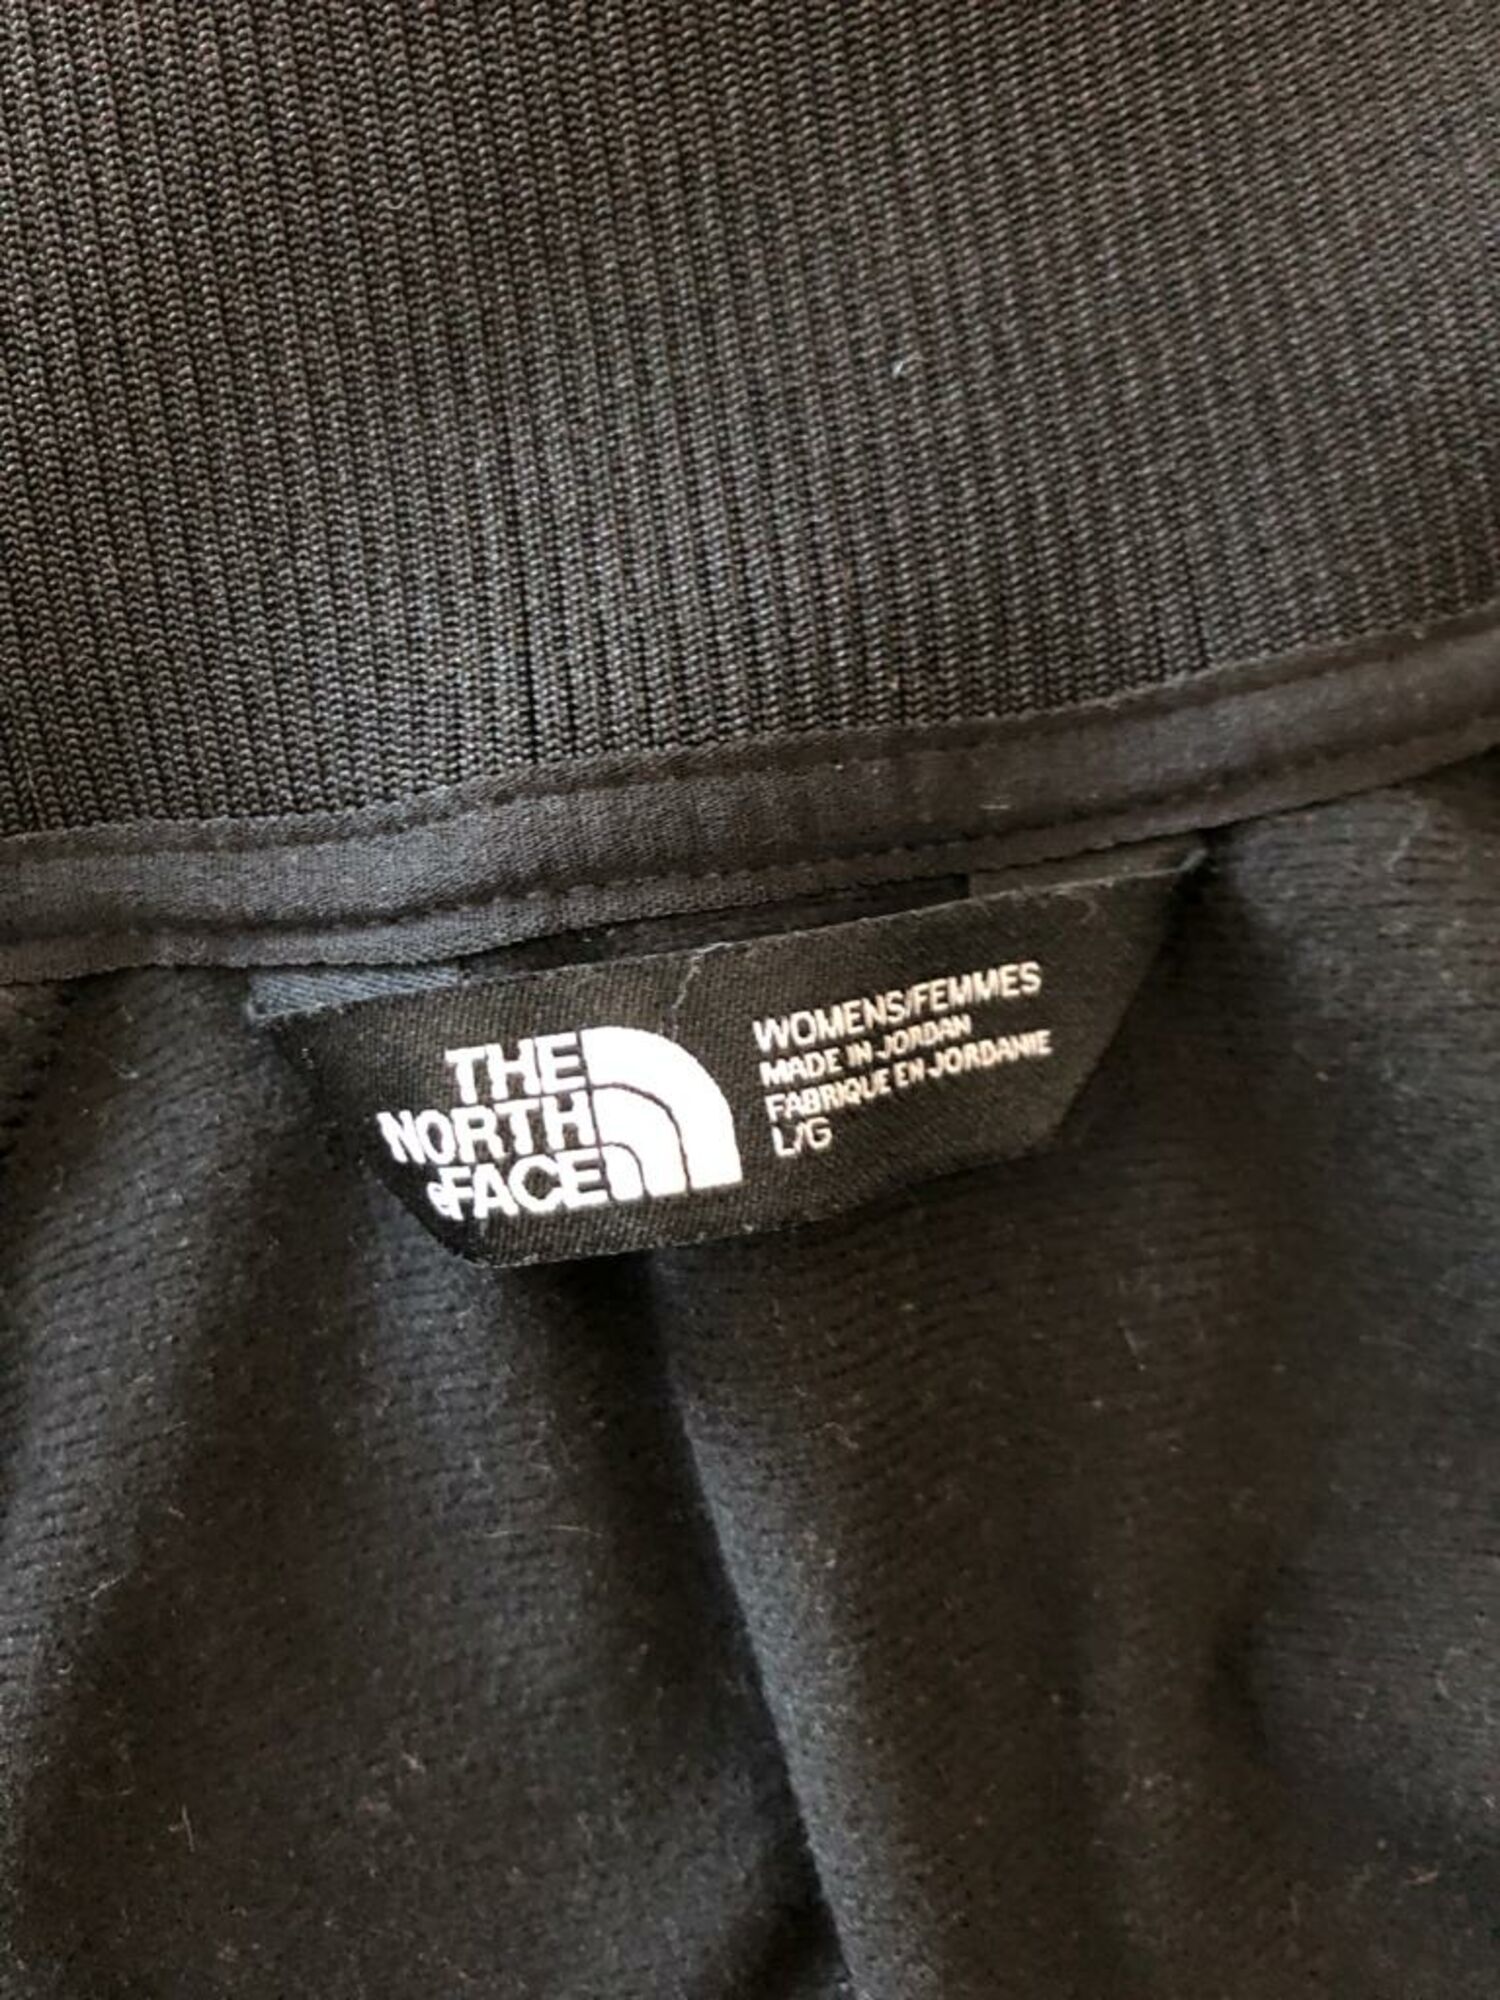 THE
NORTH
FACE
WOMENS/FEMMES
MADE IN JORDAN
FABRIQUE EN JORDANIE
L/G